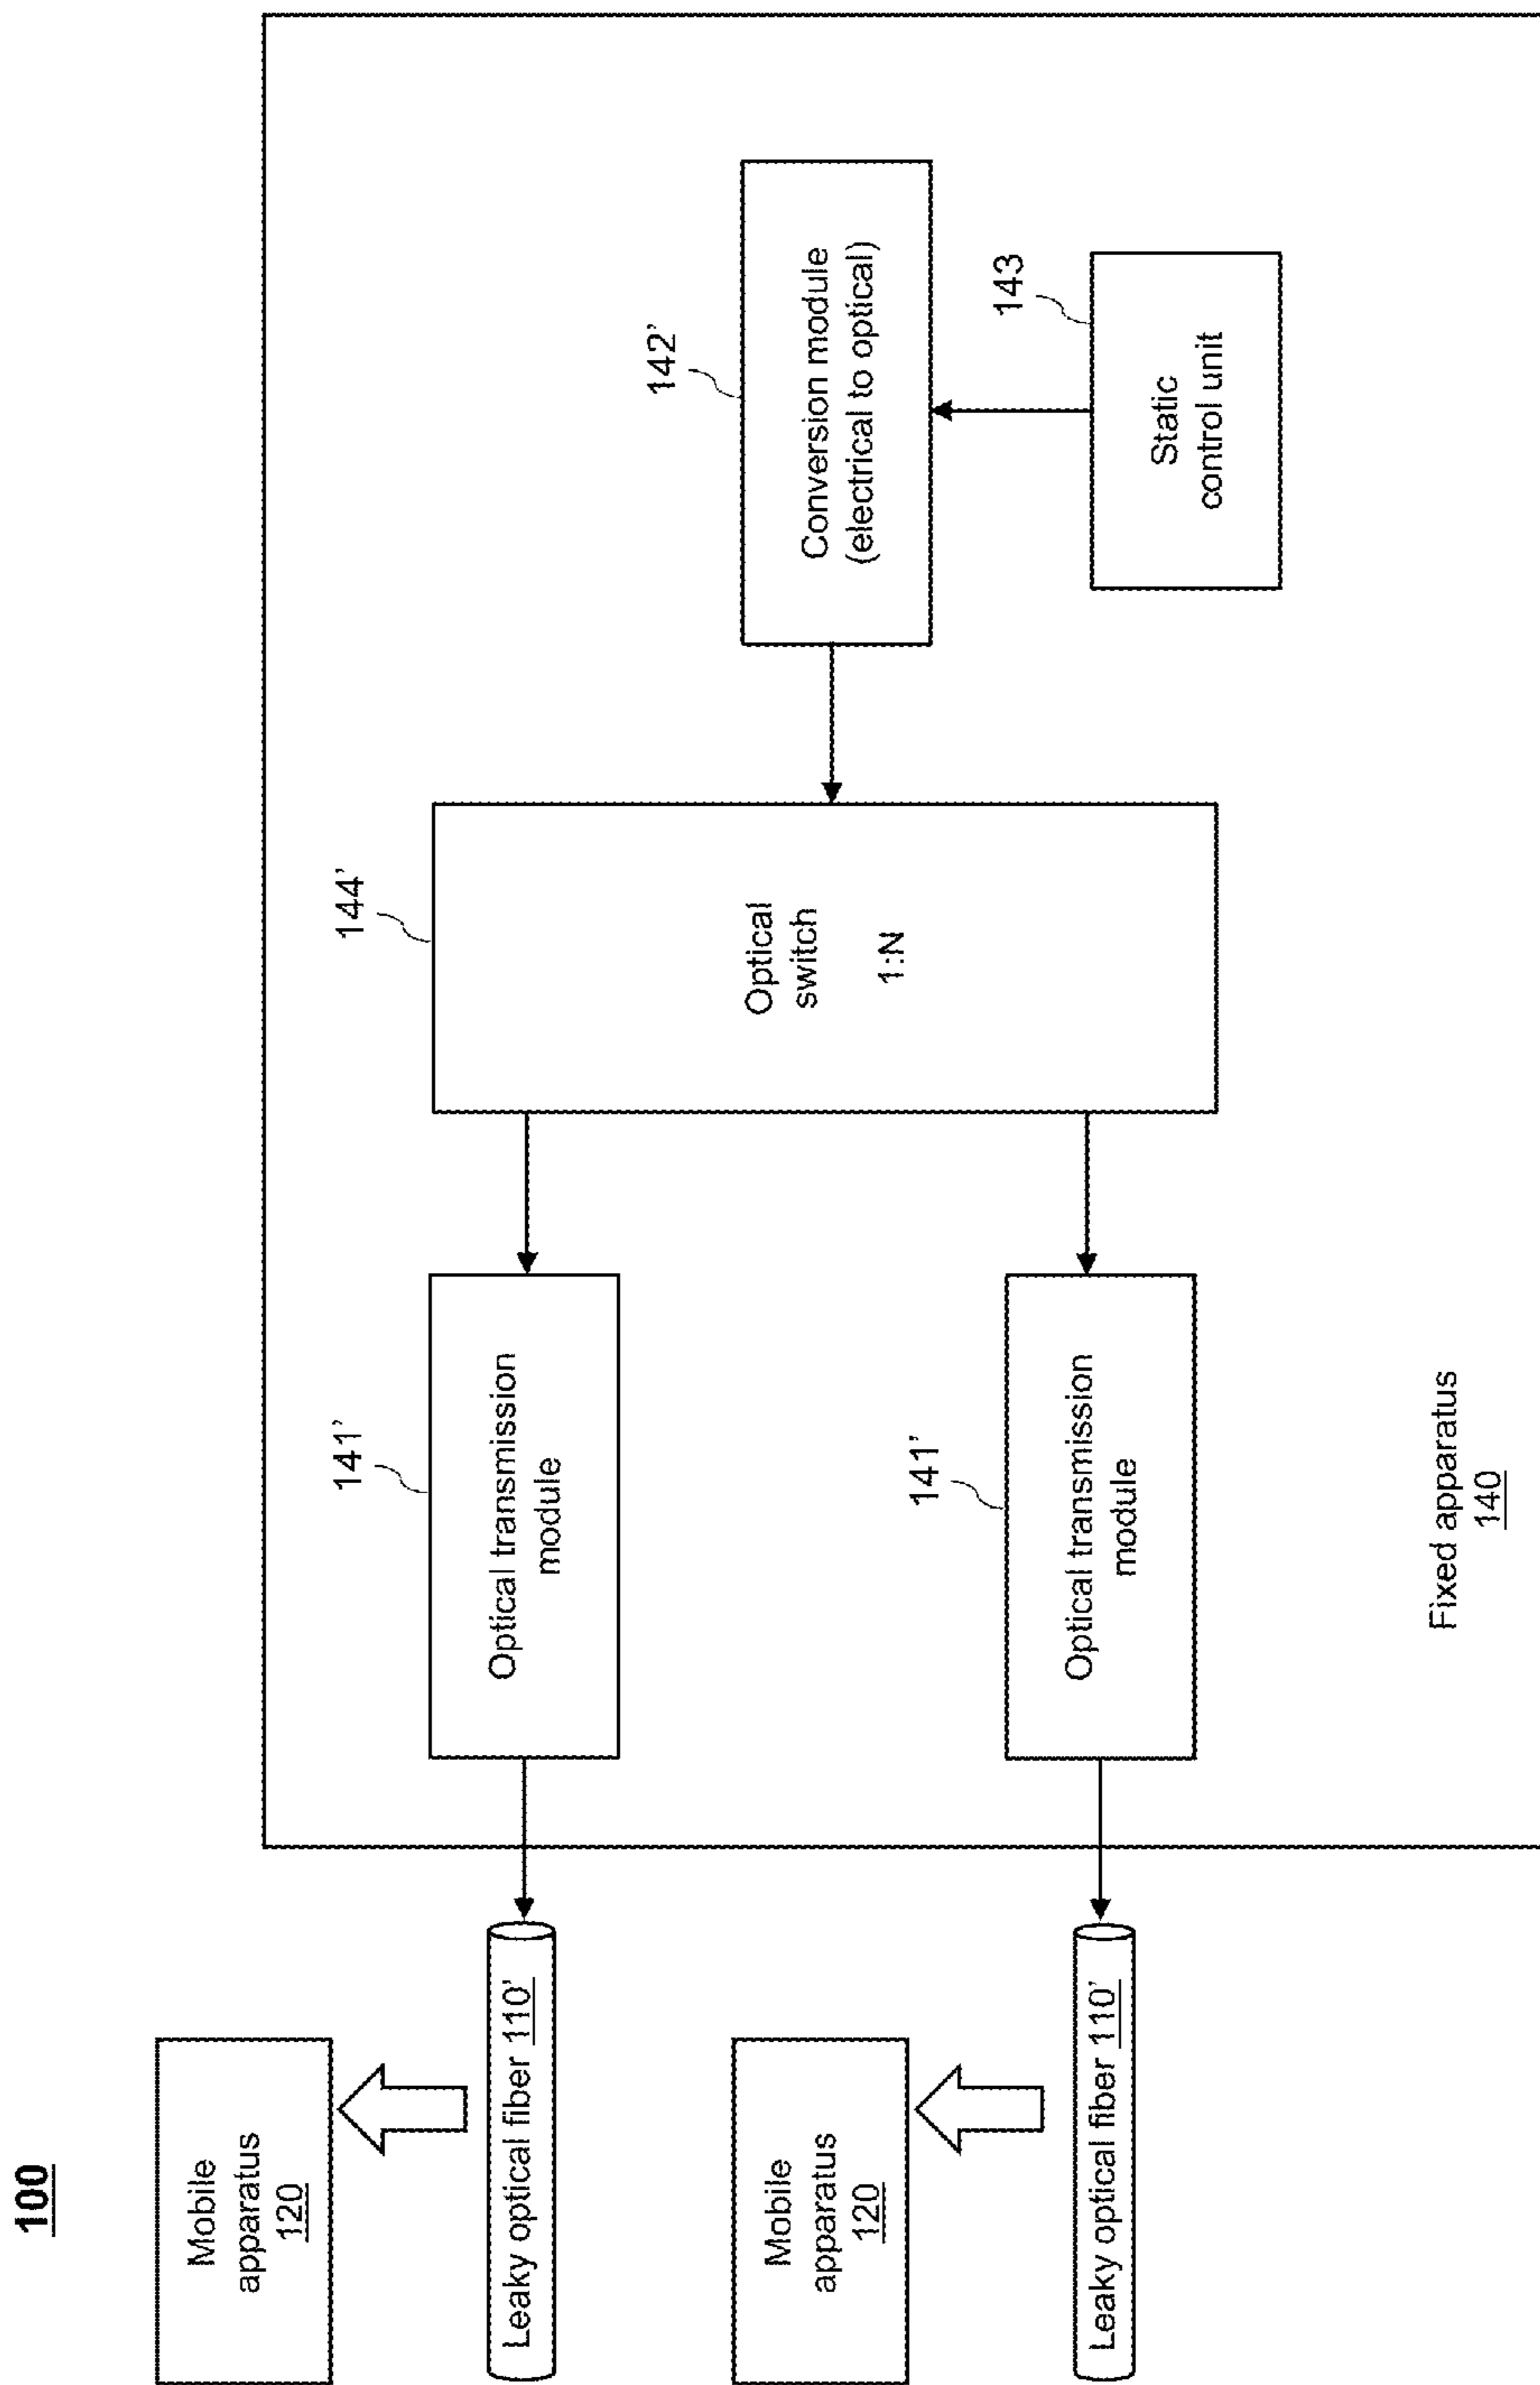 100
Mobile
apparatus
120
Leaky optical fiber 110’
Mobile
apparatus
120
Leaky optical fiber 110’
141’
Optical transmission
module
141’
Optical transmission
module
144’
Optical
switch
1:N
142’
Conversion module
(electrical to optical)
143
Static
control unit
Fixed apparatus
140